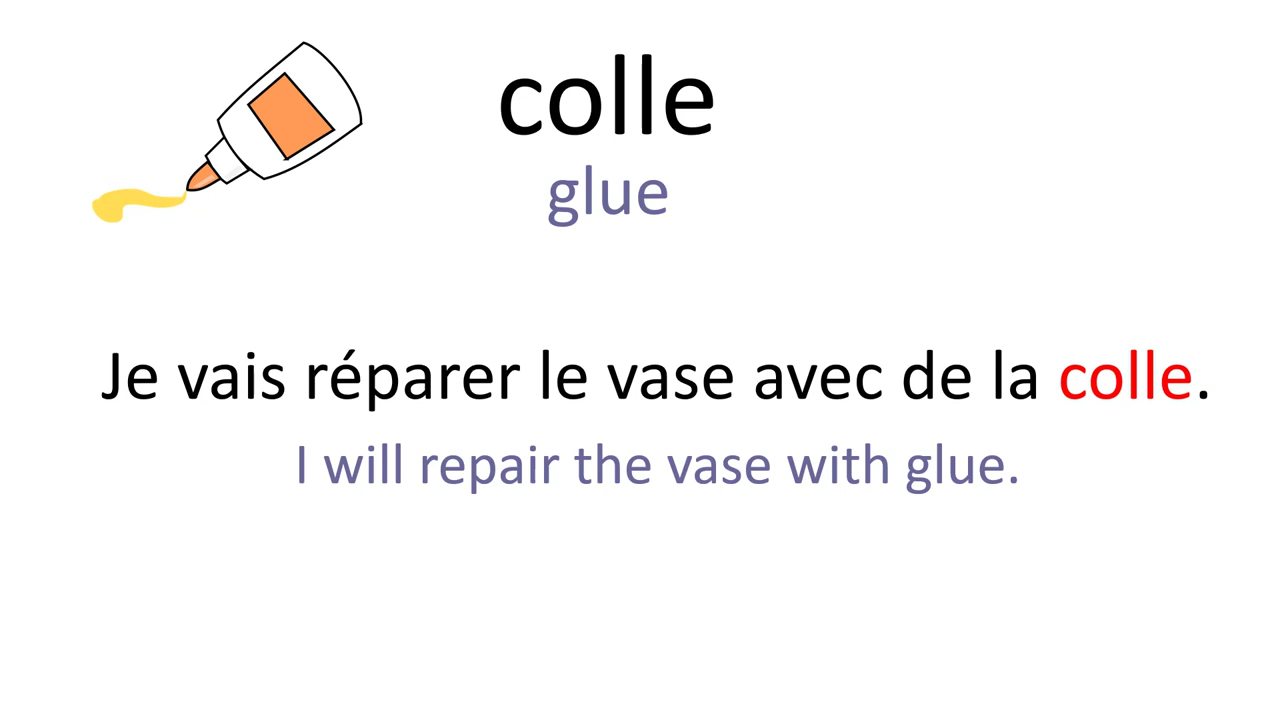 colle
glue
Je vais réparer le vase avec de la colle.
I will repair the vase with glue.